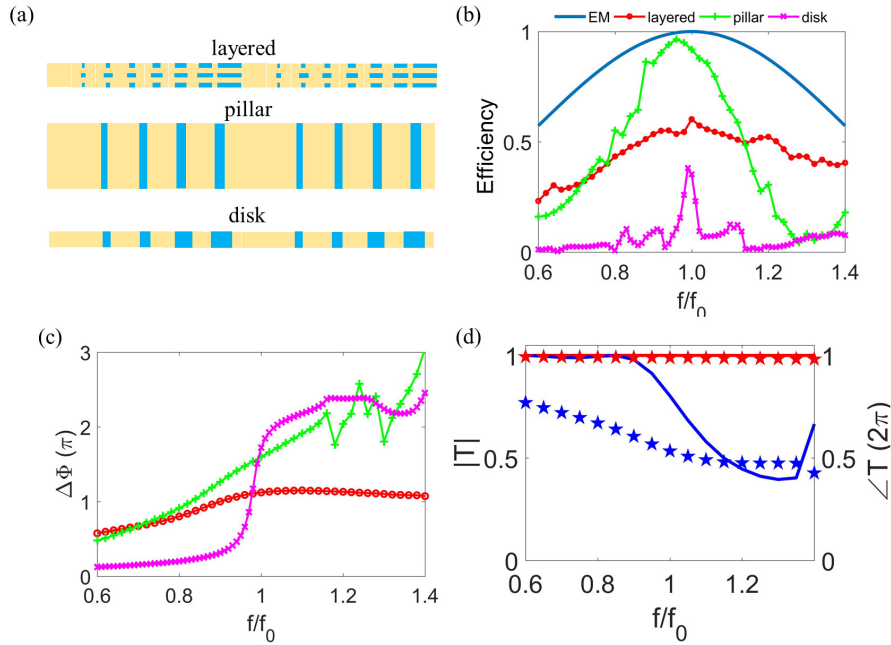 (a)
layered
pillar
disk
(b)
EM layered pillar disk
Efficiency
1
0.5
0
0.6 0.8 1.0 1.2 1.4
f/f0
(c)
ΔΦ (π)
3
2
1
0
0.6 0.8 1 1.2 1.4
f/f0
(d)
|T|
1
0.5
0
1
0.5
0
∠T (2π)
0.6 0.8 1 1.2
f/f0